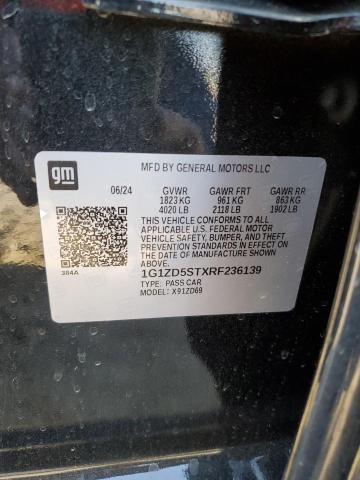 gm
MFD BY GENERAL MOTORS LLC
06/24 GVWR GAWR FRT GAWR RR
1823 KG 961 KG 863 KG
4020 LB 2118 LB 1902 LB
THIS VEHICLE CONFORMS TO ALL
APPLICABLE U.S. FEDERAL MOTOR
VEHICLE SAFETY, BUMPER, AND THEFT
PREVENTION STANDARDS IN EFFECT ON
THE DATE OF MANUFACTURE SHOWN
ABOVE.
384A
1G1ZD5STXRF236139
TYPE: PASS CAR
MODEL: X91ZD69